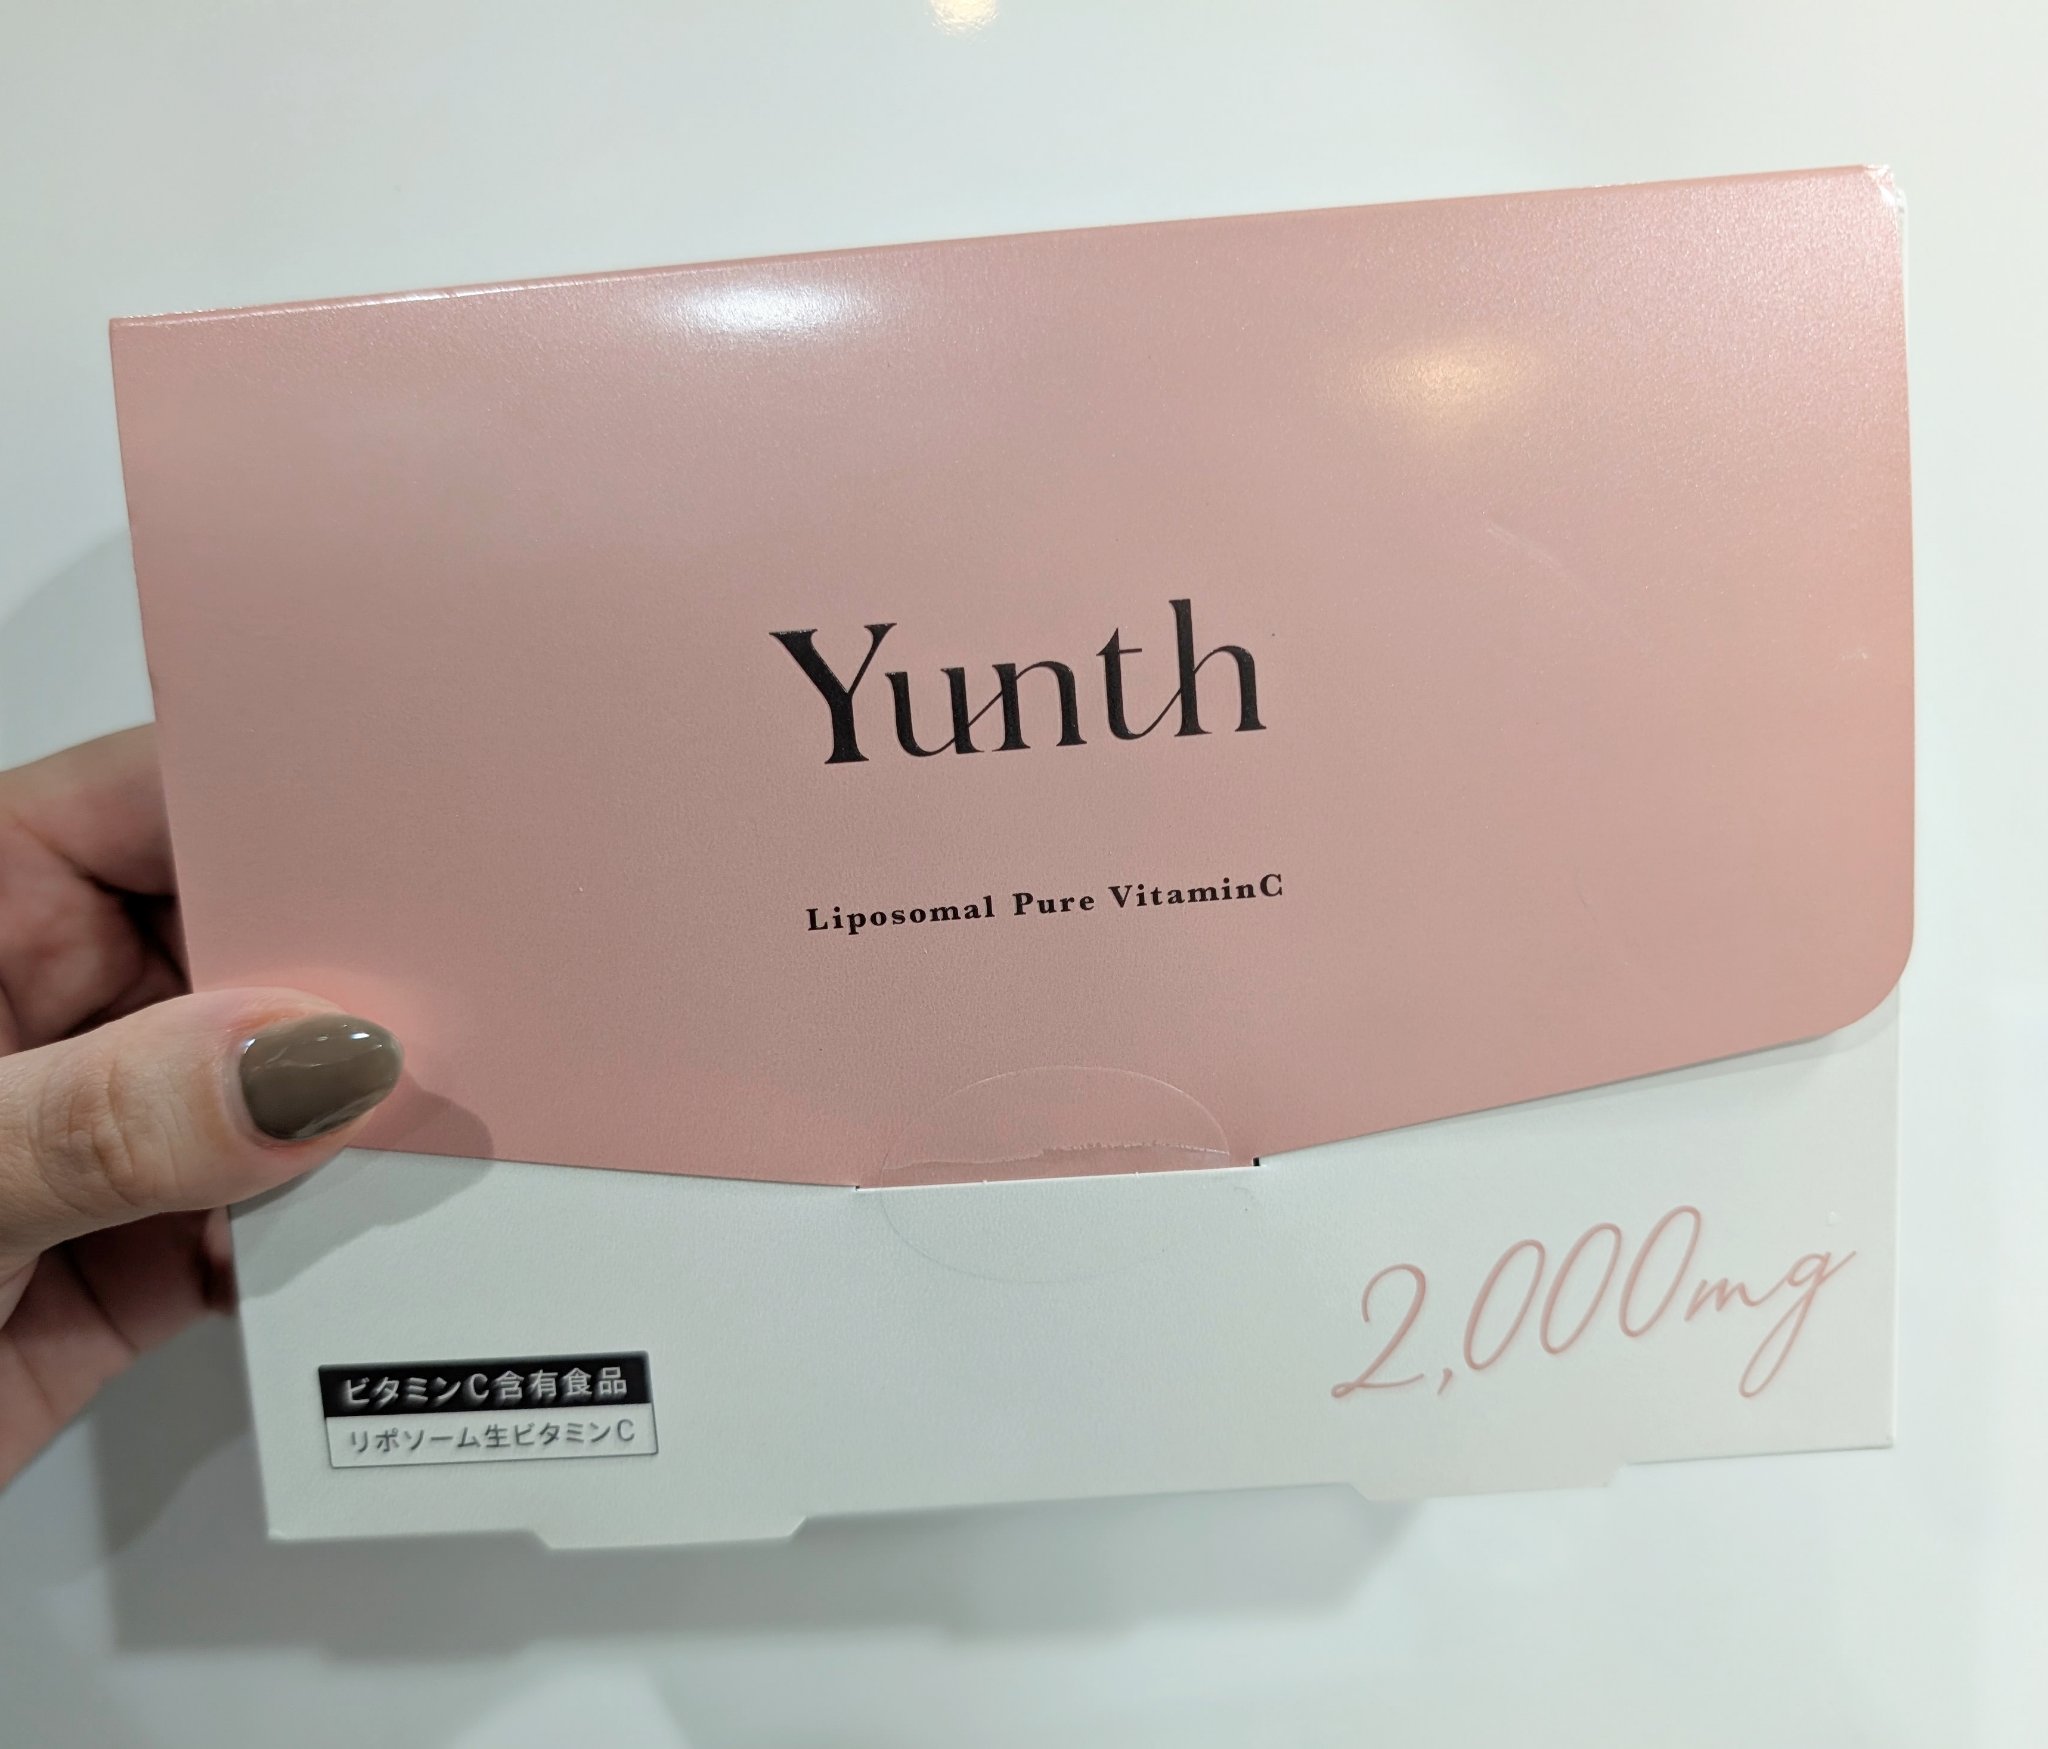 Yunth
Liposomal Pure VitaminC
2,000mg
ビタミンC含有食品
リポソーム生ビタミンC